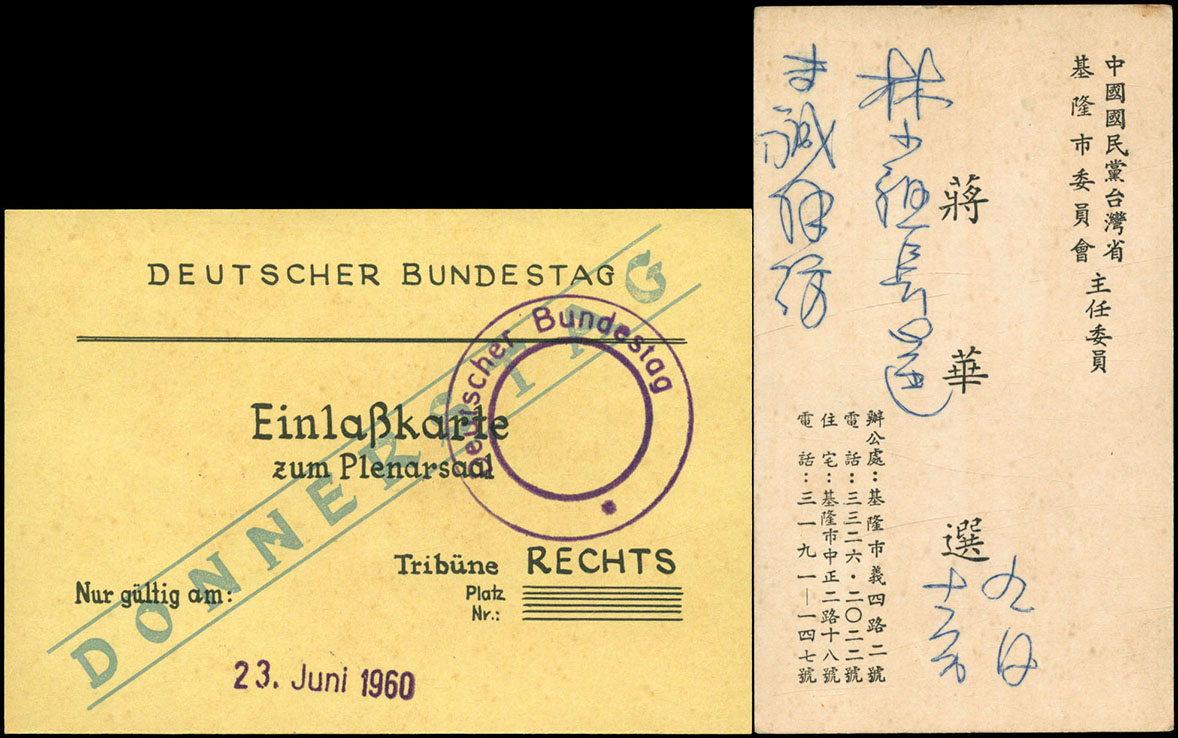 DEUTSCHER BUNDESTAG
Einlaßkarte
zum Plenarsaal
Tribüne RECHTS
Platz
Nr.:
Nur gültig am:
23. Juni 1960
DONNERSTAG
Deutscher Bundestag
中國國民黨台灣省
基隆市委員會
主任委員
蔣華選
辦公處：基隆市義四路二號
電話：三三二六・二〇二二號
住宅：基隆市中正二路十八號
電話：三一九一—一四七號
林